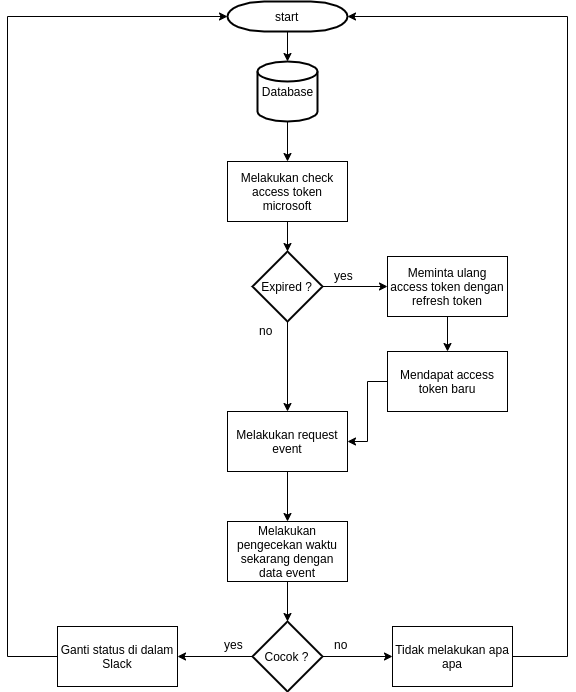 start
Database
Melakukan check
access token
microsoft
Expired ?
yes
Meminta ulang
access token dengan
refresh token
no
Mendapat access
token baru
Melakukan request
event
Melakukan
pengecekan waktu
sekarang dengan
data event
Ganti status di dalam
Slack
yes
Cocok ?
no
Tidak melakukan apa
apa